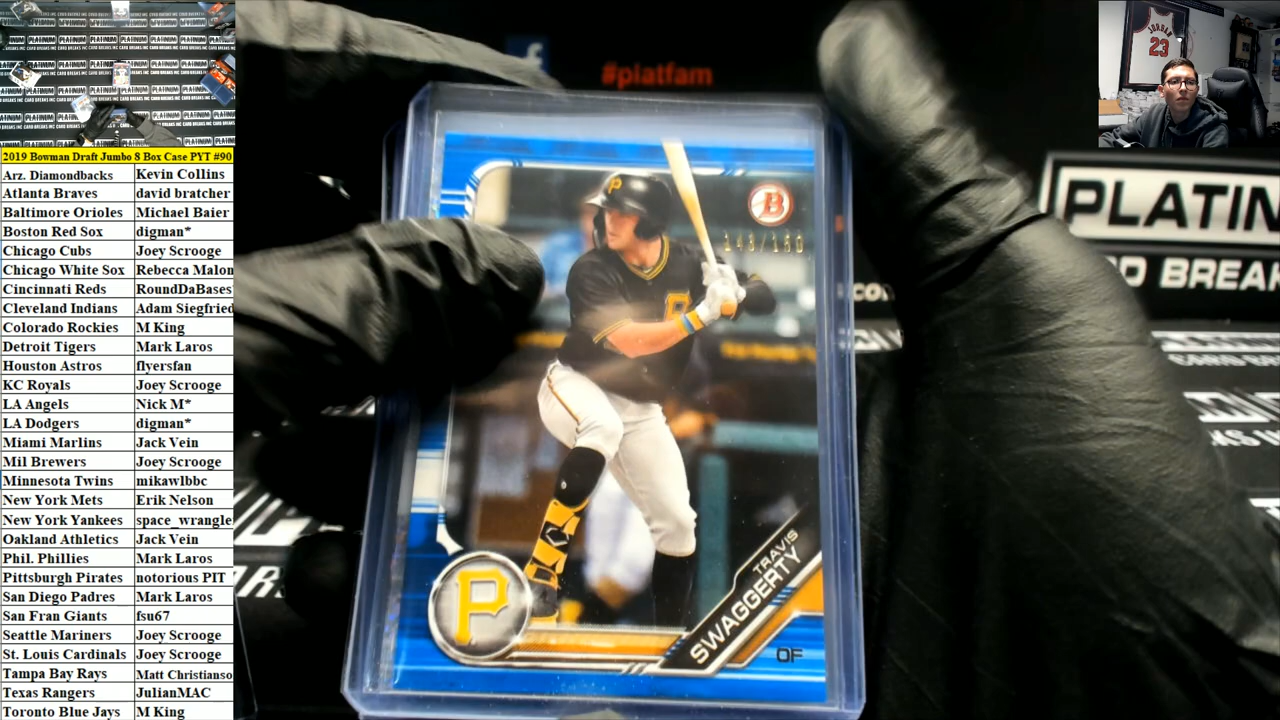 2019 Bowman Draft Jumbo 8 Box Case PYT #90
Arz. Diamondbacks Kevin Collins
Atlanta Braves david bratcher
Baltimore Orioles Michael Baier
Boston Red Sox digman*
Chicago Cubs Joey Scrooge
Chicago White Sox Rebecca Malon
Cincinnati Reds RoundDaBases
Cleveland Indians Adam Siegfried
Colorado Rockies M King
Detroit Tigers Mark Laros
Houston Astros flyersfan
KC Royals Joey Scrooge
LA Angels Nick M*
LA Dodgers digman*
Miami Marlins Jack Vein
Mil Brewers Joey Scrooge
Minnesota Twins mikawlbbc
New York Mets Erik Nelson
New York Yankees space_wrangle
Oakland Athletics Jack Vein
Phil. Phillies Mark Laros
Pittsburgh Pirates notorious PIT
San Diego Padres Mark Laros
San Fran Giants fsu67
Seattle Mariners Joey Scrooge
St. Louis Cardinals Joey Scrooge
Tampa Bay Rays Matt Christianso
Texas Rangers JulianMAC
Toronto Blue Jays M King
#platfam
P
B
P
TRAVIS
SWAGGERTY
OF
PLATIN
D BREAK
JORDAN
23